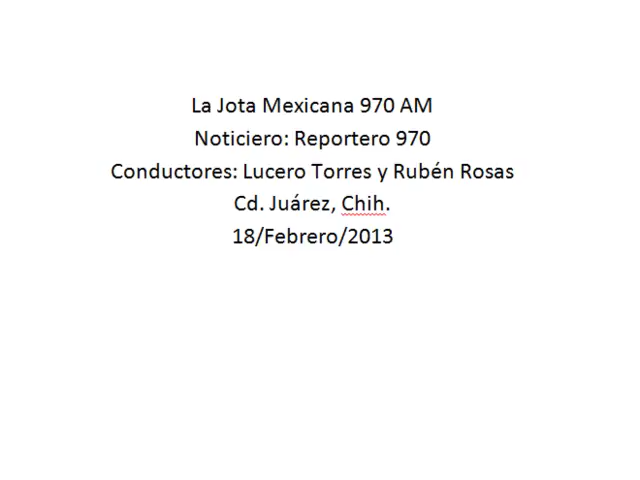 La Jota Mexicana 970 AM
Noticiero: Reportero 970
Conductores: Lucero Torres y Rubén Rosas
Cd. Juárez, Chih.
18/Febrero/2013